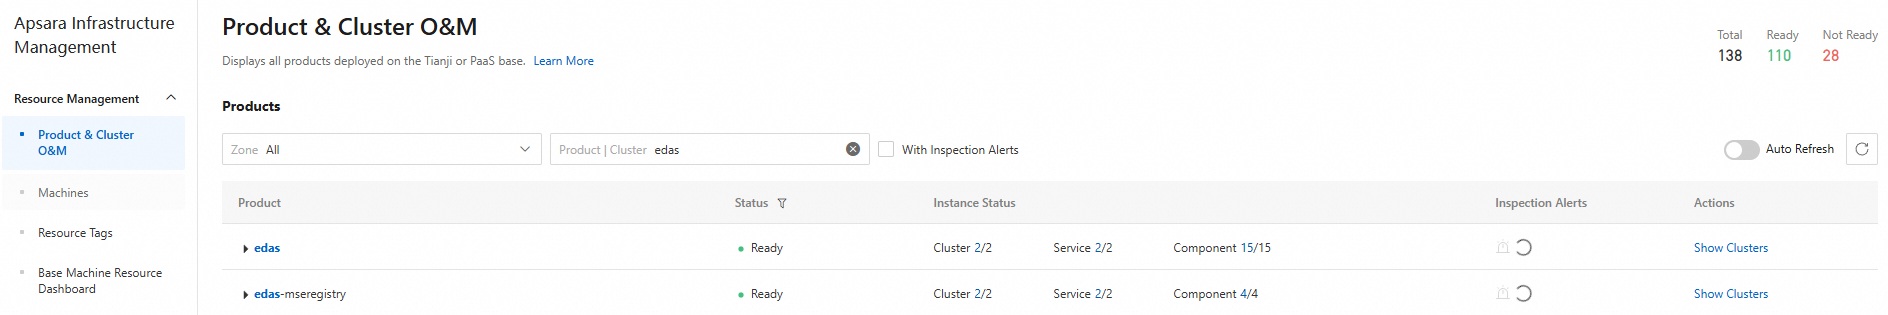 Apsara Infrastructure
Management
Resource Management
Product & Cluster
O&M
Machines
Resource Tags
Base Machine Resource
Dashboard
Product & Cluster O&M
Displays all products deployed on the Tianji or PaaS base. Learn More
Total Ready Not Ready
138 110 28
Products
Zone All Product | Cluster edas With Inspection Alerts Auto Refresh
Product Status Instance Status Inspection Alerts Actions
edas Ready Cluster 2/2 Service 2/2 Component 15/15 Show Clusters
edas-mseregistry Ready Cluster 2/2 Service 2/2 Component 4/4 Show Clusters